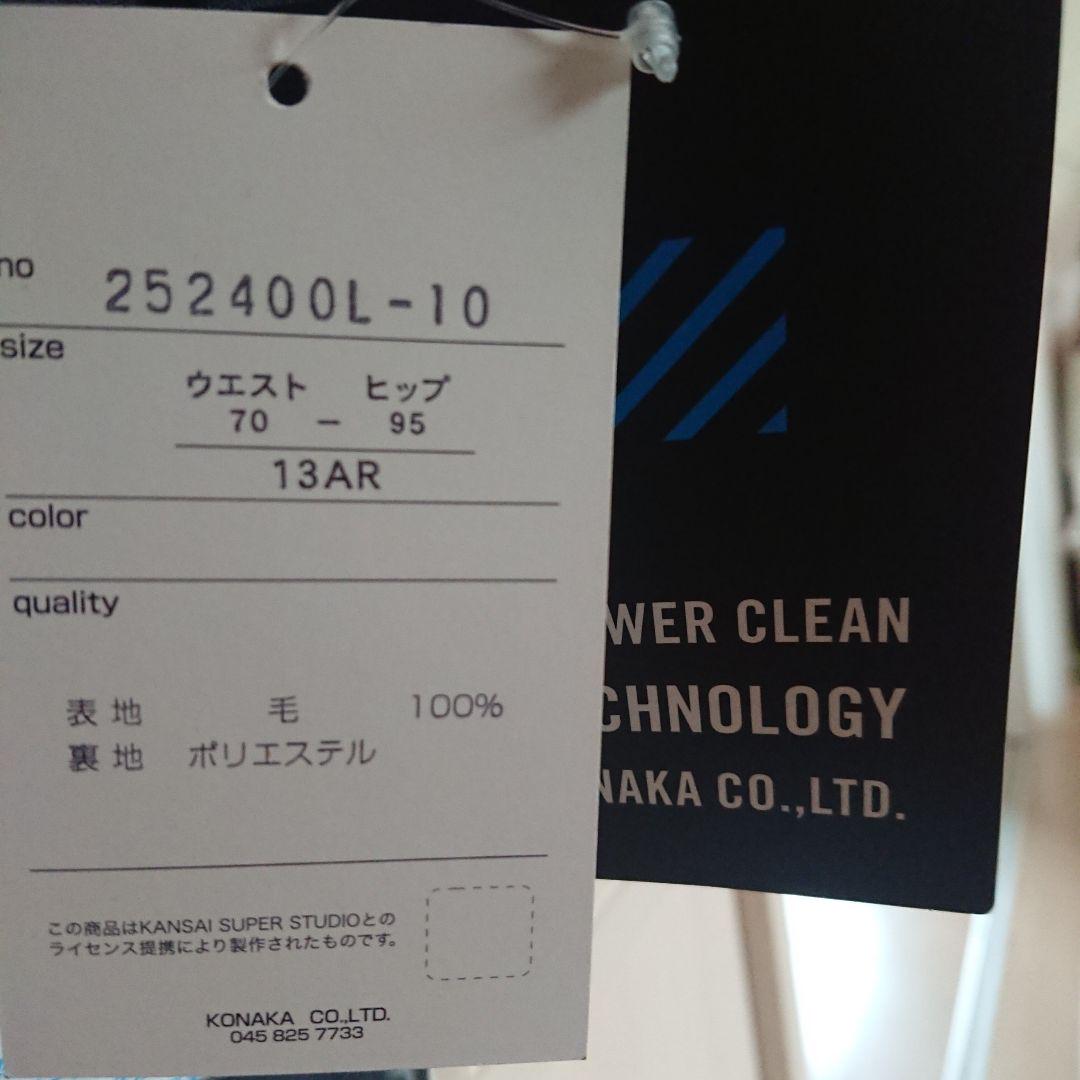 no
252400L-10
size
ウエスト ヒップ
70 - 95
13AR
color
quality
表地 毛 100%
裏地 ポリエステル
この商品はKANSAI SUPER STUDIOとの
ライセンス提携により製作されたものです。
KONAKA CO.,LTD.
045 825 7733
WER CLEAN
CHNOLOGY
NAKA CO.,LTD.